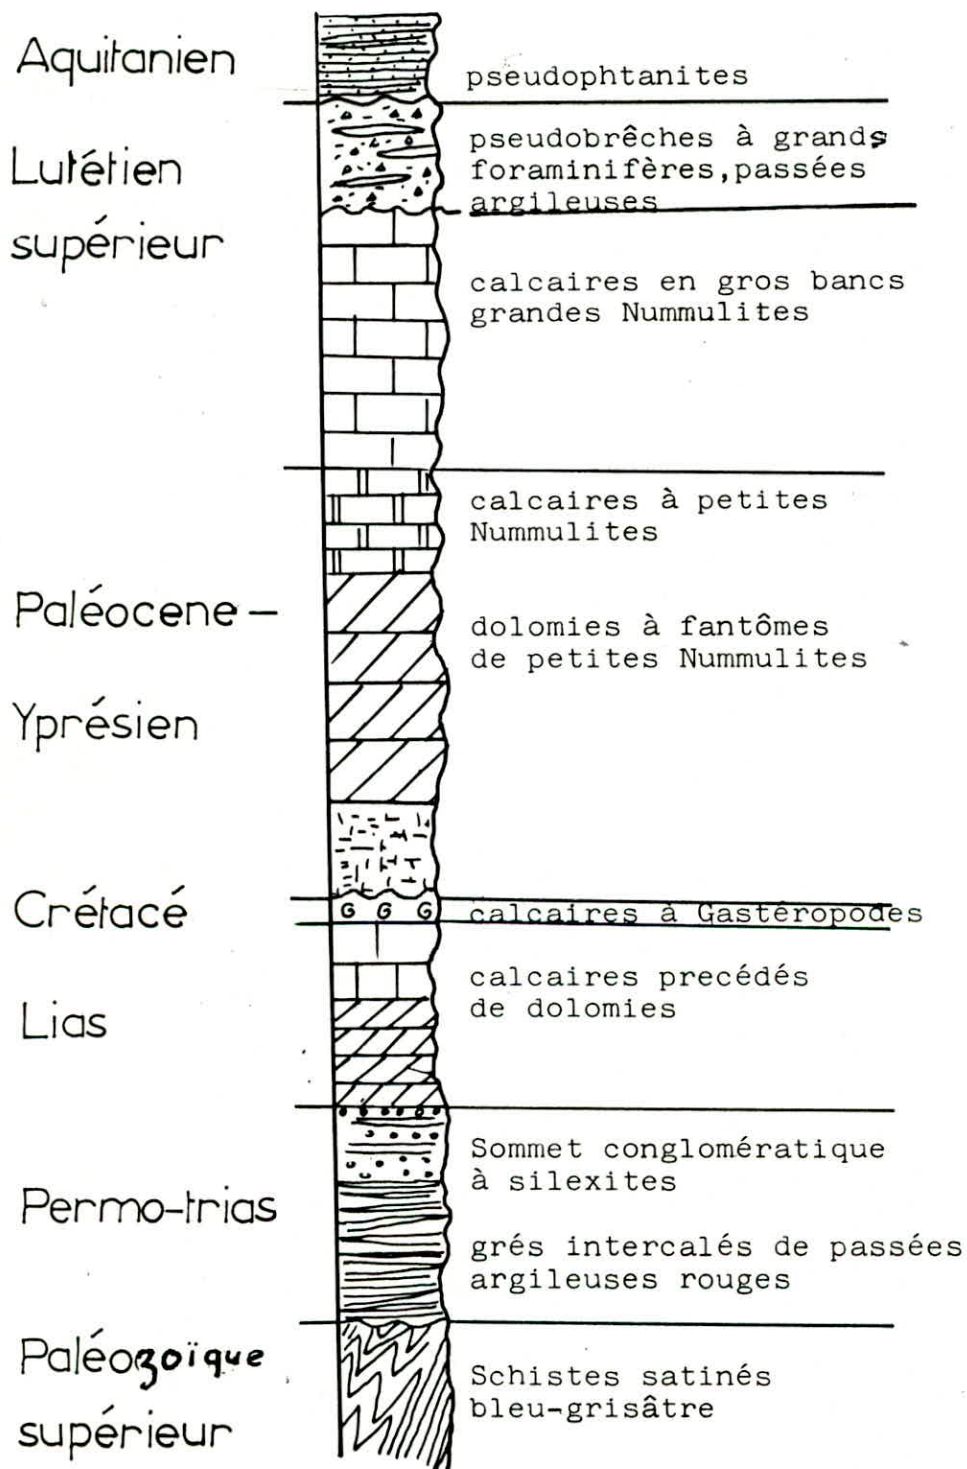 Aquitanien
pseudophtanites
Lutétien
supérieur
pseudobrêches à grands
foraminifères,passées
argileuses
calcaires en gros bancs
grandes Nummulites
calcaires à petites
Nummulites
Paléocene-
Yprésien
dolomies à fantômes
de petites Nummulites
Crétacé
G G G
calcaires à Gastéropodes
Lias
calcaires precédés
de dolomies
Permo-trias
Sommet conglomératique
à silexites
grés intercalés de passées
argileuses rouges
Paléozoïque
supérieur
Schistes satinés
bleu-grisâtre